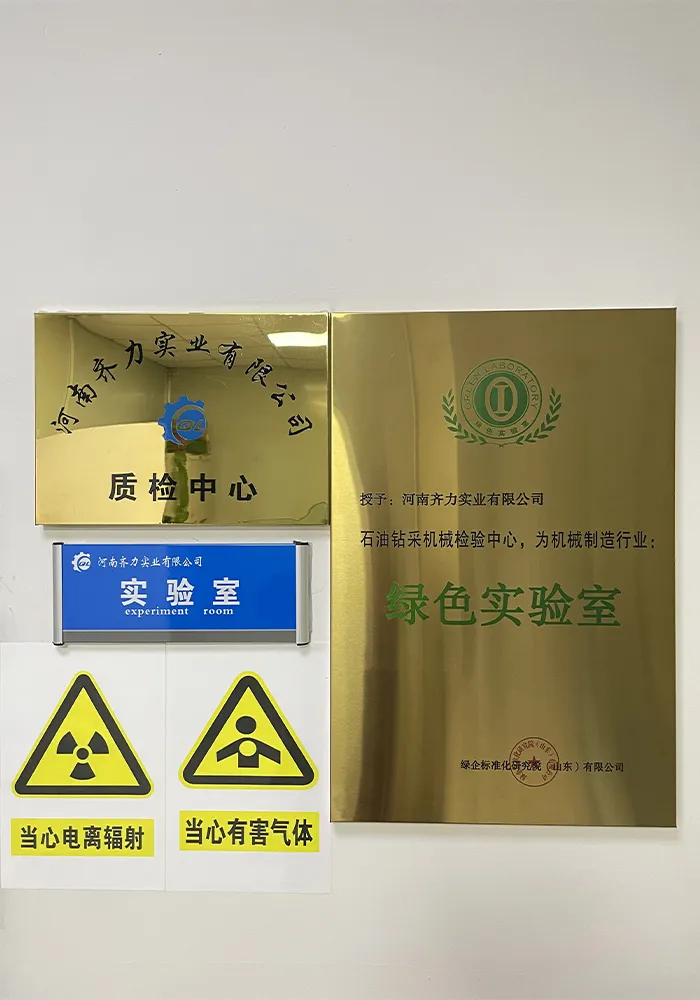 河南齐力实业有限公司
质检中心
河南齐力实业有限公司
实验室
experiment room
当心电离辐射
当心有害气体
GREEN LABORATORY
绿色实验室
授予：河南齐力实业有限公司
石油钻采机械检验中心，为机械制造行业：
绿色实验室
绿企标准化研究院（山东）有限公司